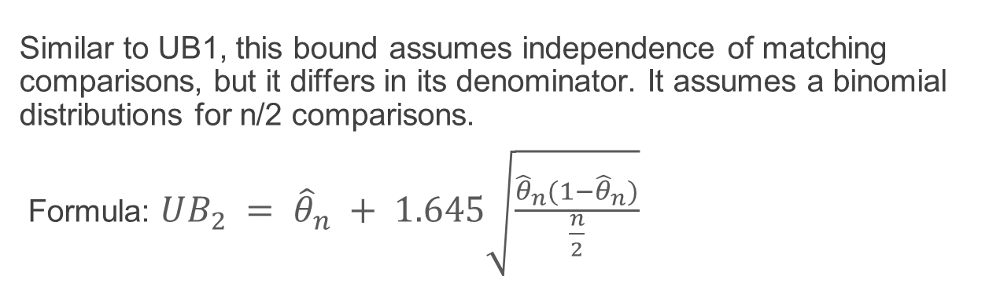 Similar to UB1, this bound assumes independence of matching
comparisons, but it differs in its denominator. It assumes a binomial
distributions for n/2 comparisons.
Formula: $UB_2 = \hat{\theta}_n + 1.645 \sqrt{\frac{\hat{\theta}_n(1-\hat{\theta}_n)}{\frac{n}{2}}}$